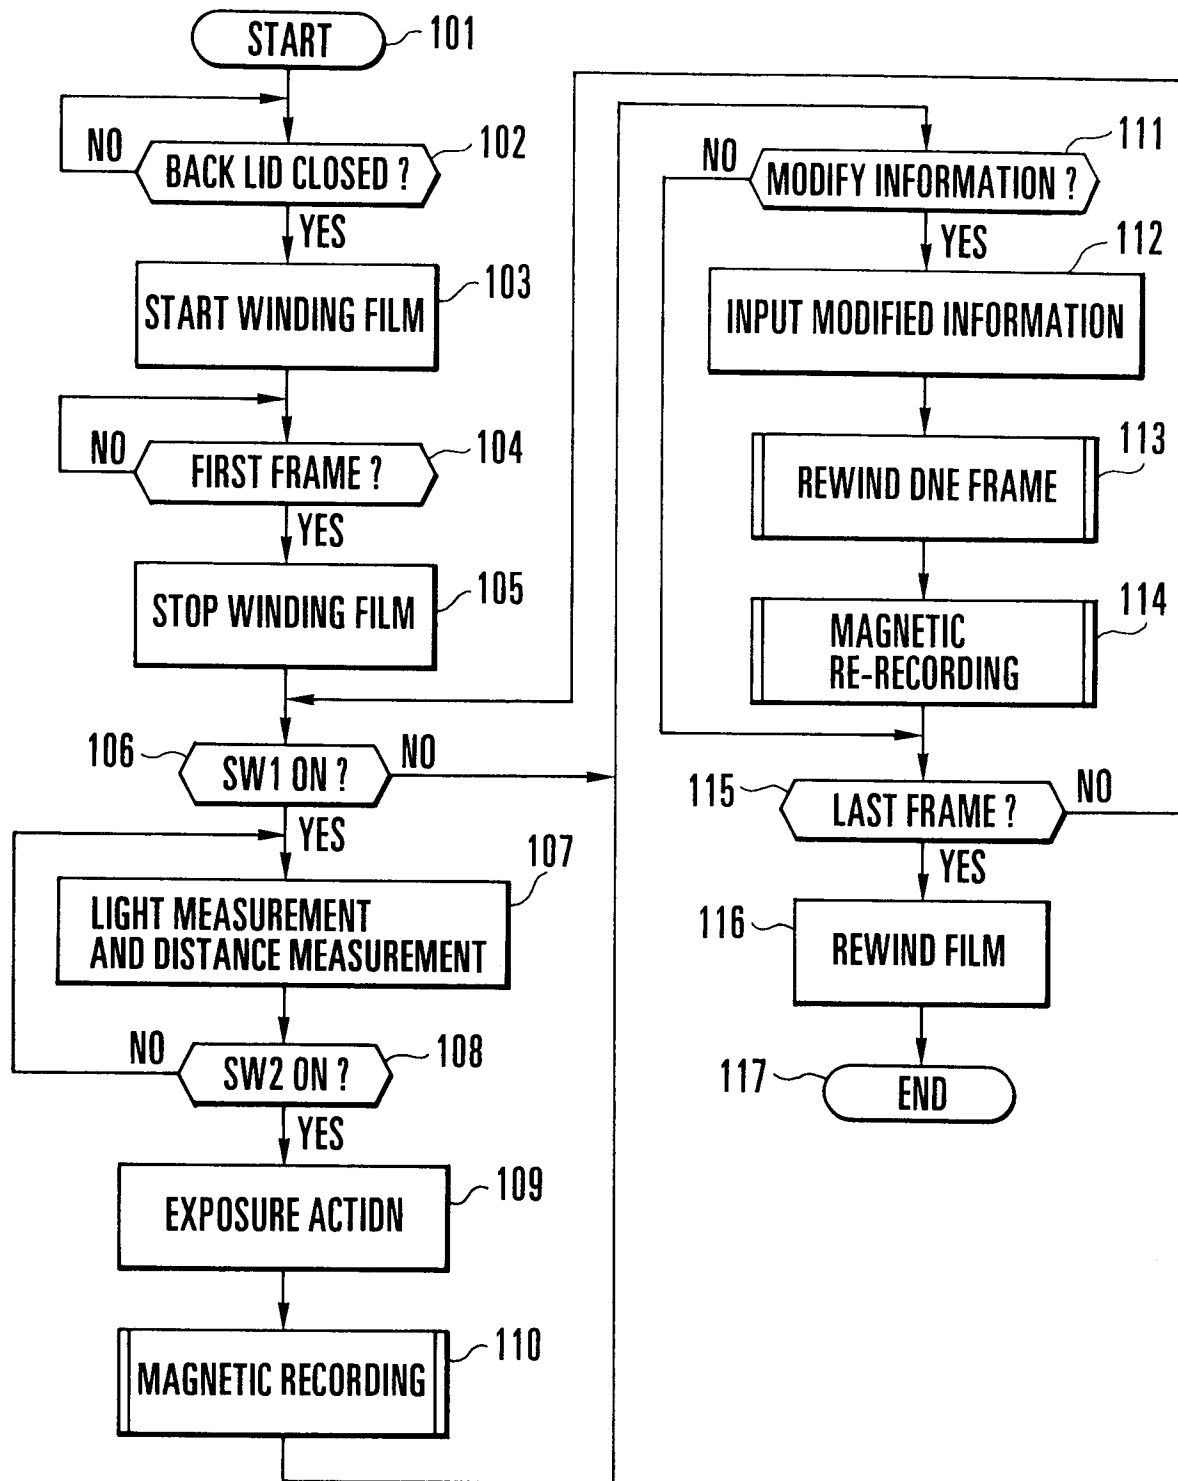 START
101
NO
BACK LID CLOSED ?
102
YES
START WINDING FILM
103
NO
FIRST FRAME ?
104
YES
STOP WINDING FILM
105
106
SW1 ON ?
NO
YES
107
LIGHT MEASUREMENT
AND DISTANCE MEASUREMENT
NO
SW2 ON ?
108
YES
EXPOSURE ACTIDN
109
MAGNETIC RECORDING
110
NO
MODIFY INFORMATION ?
111
YES
112
INPUT MODIFIED INFORMATION
REWIND DNE FRAME
113
MAGNETIC
RE-RECORDING
114
115
LAST FRAME ?
NO
YES
116
REWIND FILM
117
END